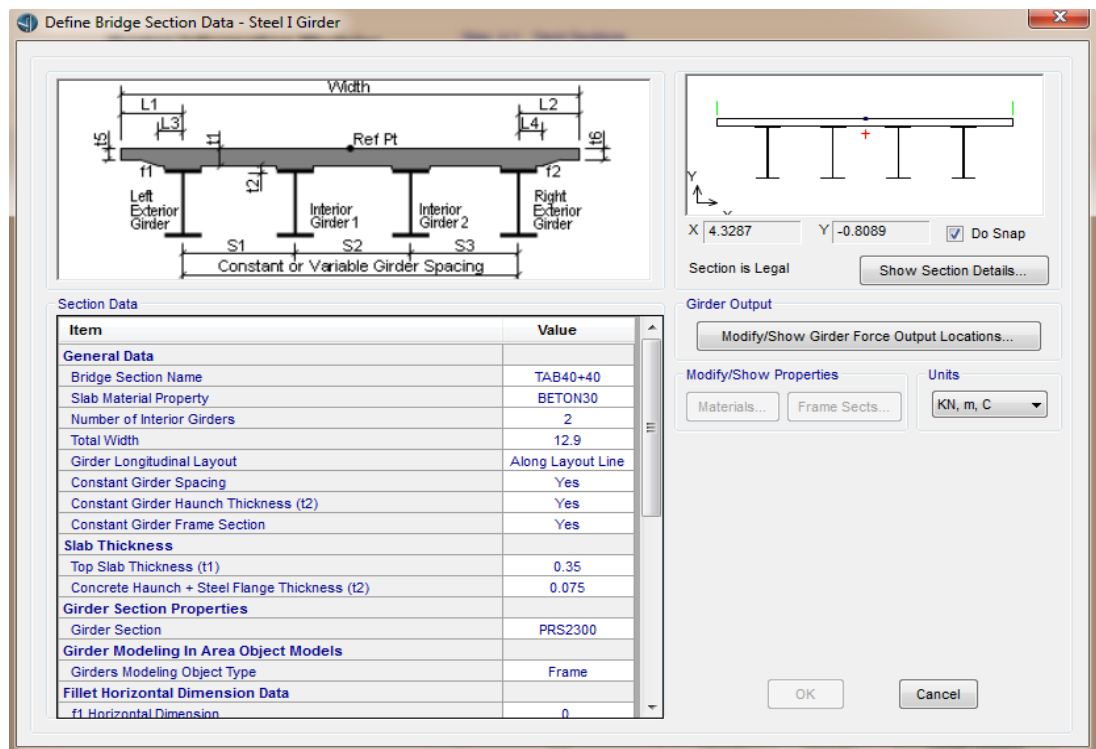 Define Bridge Section Data - Steel I Girder
Width
L1
L2
L3
L4
t5
t1
Ref Pt
t6
f1
t2
f2
Left
Exterior
Girder
Interior
Girder 1
Interior
Girder 2
Right
Exterior
Girder
S1
S2
S3
Constant or Variable Girder Spacing
Y
X 4.3287 Y -0.8089 Do Snap
Section is Legal Show Section Details...
Section Data
Item Value
General Data
Bridge Section Name TAB40+40
Slab Material Property BETON30
Number of Interior Girders 2
Total Width 12.9
Girder Longitudinal Layout Along Layout Line
Constant Girder Spacing Yes
Constant Girder Haunch Thickness (t2) Yes
Constant Girder Frame Section Yes
Slab Thickness
Top Slab Thickness (t1) 0.35
Concrete Haunch + Steel Flange Thickness (t2) 0.075
Girder Section Properties
Girder Section PRS2300
Girder Modeling In Area Object Models
Girders Modeling Object Type Frame
Fillet Horizontal Dimension Data
f1 Horizontal Dimension 0
Girder Output
Modify/Show Girder Force Output Locations...
Modify/Show Properties
Materials... Frame Sects...
Units
KN, m, C
OK Cancel